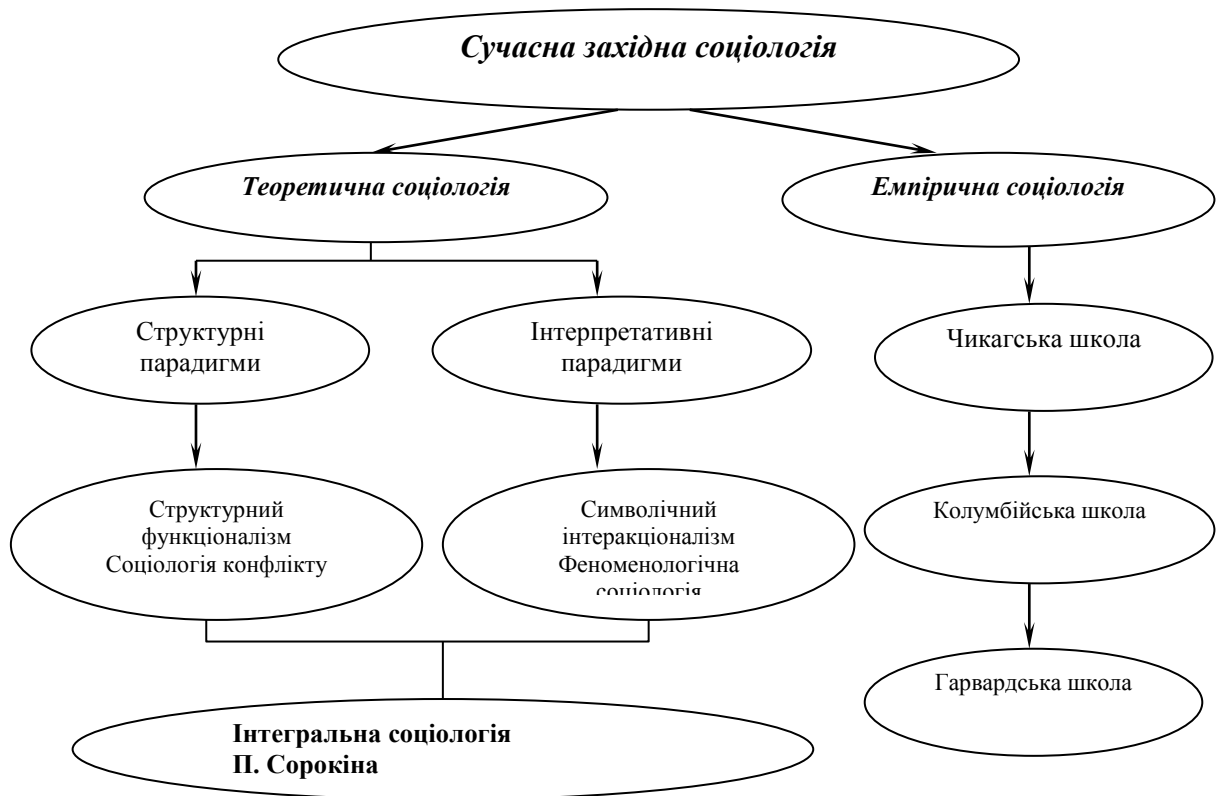 Сучасна західна соціологія
Теоретична соціологія
Емпірична соціологія
Структурні
парадигми
Інтерпретативні
парадигми
Чикагська школа
Структурний
функціоналізм
Соціологія конфлікту
Символічний
інтеракціоналізм
Феноменологічна
соціологія
Колумбійська школа
Гарвардська школа
Інтегральна соціологія
П. Сорокіна